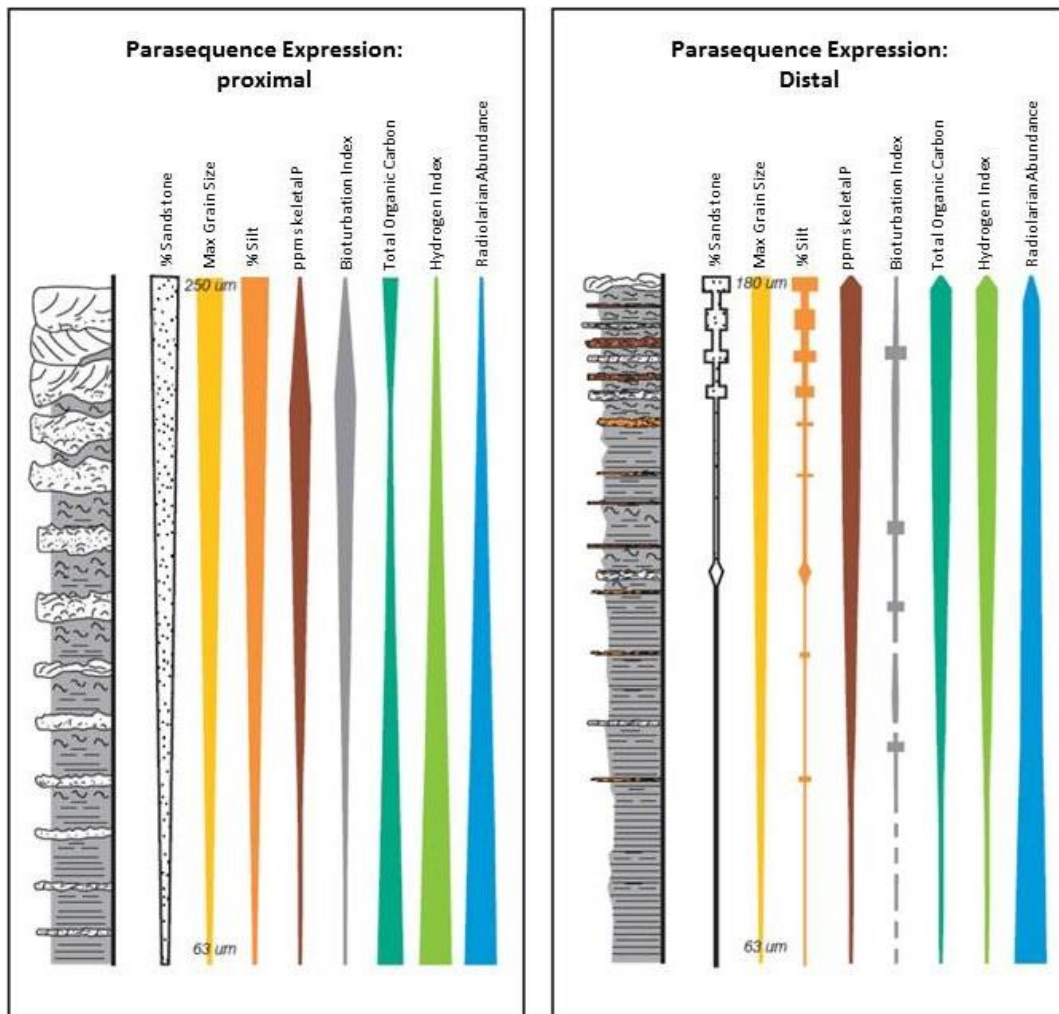 Parasequence Expression:
proximal
% Sandstone
Max Grain Size
% Silt
ppm skeletal P
Bioturbation Index
Total Organic Carbon
Hydrogen Index
Radiolarian Abundance
250 um
63 um
Parasequence Expression:
Distal
% Sandstone
Max Grain Size
% Silt
ppm skeletal P
Bioturbation Index
Total Organic Carbon
Hydrogen Index
Radiolarian Abundance
180 um
63 um